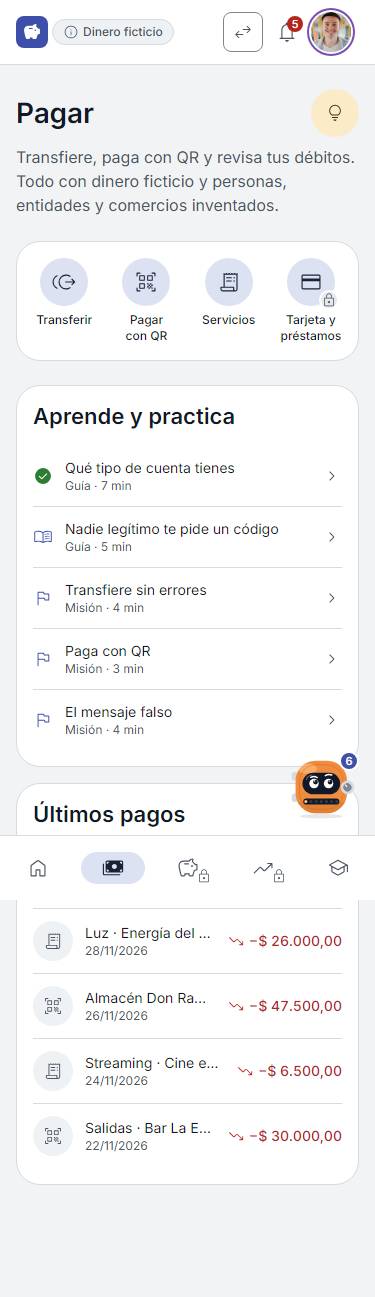 Dinero ficticio
5
Pagar
Transfiere, paga con QR y revisa tus débitos.
Todo con dinero ficticio y personas,
entidades y comercios inventados.
Transferir
Pagar
con QR
Servicios
Tarjeta y
préstamos
Aprende y practica
Qué tipo de cuenta tienes
Guía · 7 min
Nadie legítimo te pide un código
Guía · 5 min
Transfiere sin errores
Misión · 4 min
Paga con QR
Misión · 3 min
El mensaje falso
Misión · 4 min
6
Últimos pagos
Luz · Energía del ...
28/11/2026
−$ 26.000,00
Almacén Don Ra...
26/11/2026
−$ 47.500,00
Streaming · Cine e...
24/11/2026
−$ 6.500,00
Salidas · Bar La E...
22/11/2026
−$ 30.000,00